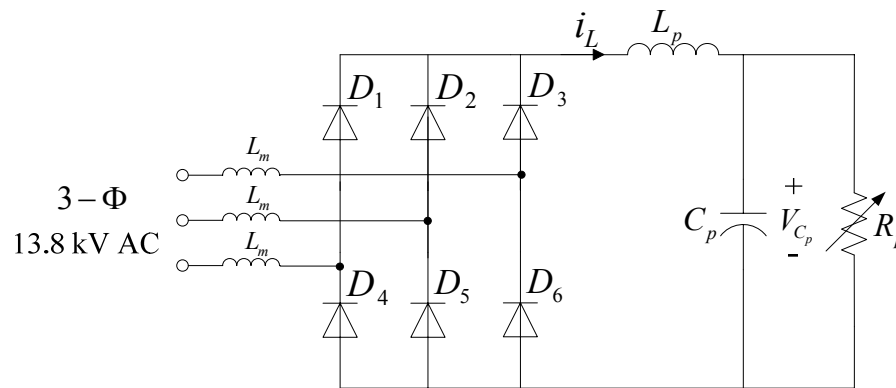 i_L
L_p
D_1
D_2
D_3
L_m
L_m
L_m
3-Φ
13.8 kV AC
C_p
+
V_{C_p}
-
D_4
D_5
D_6